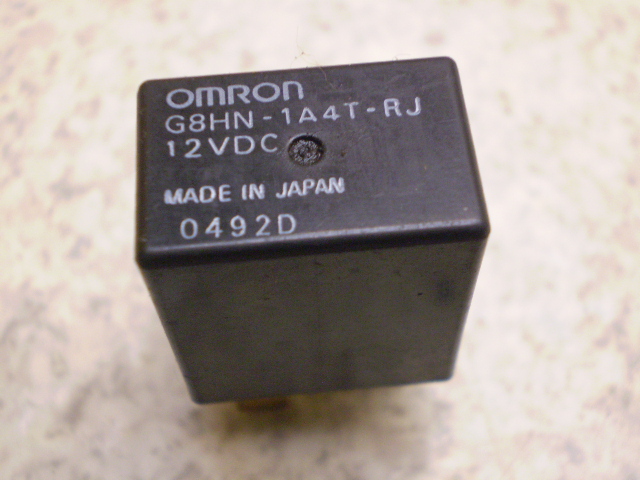 OMRON
G8HN-1A4T-RJ
12VDC
MADE IN JAPAN
0492D